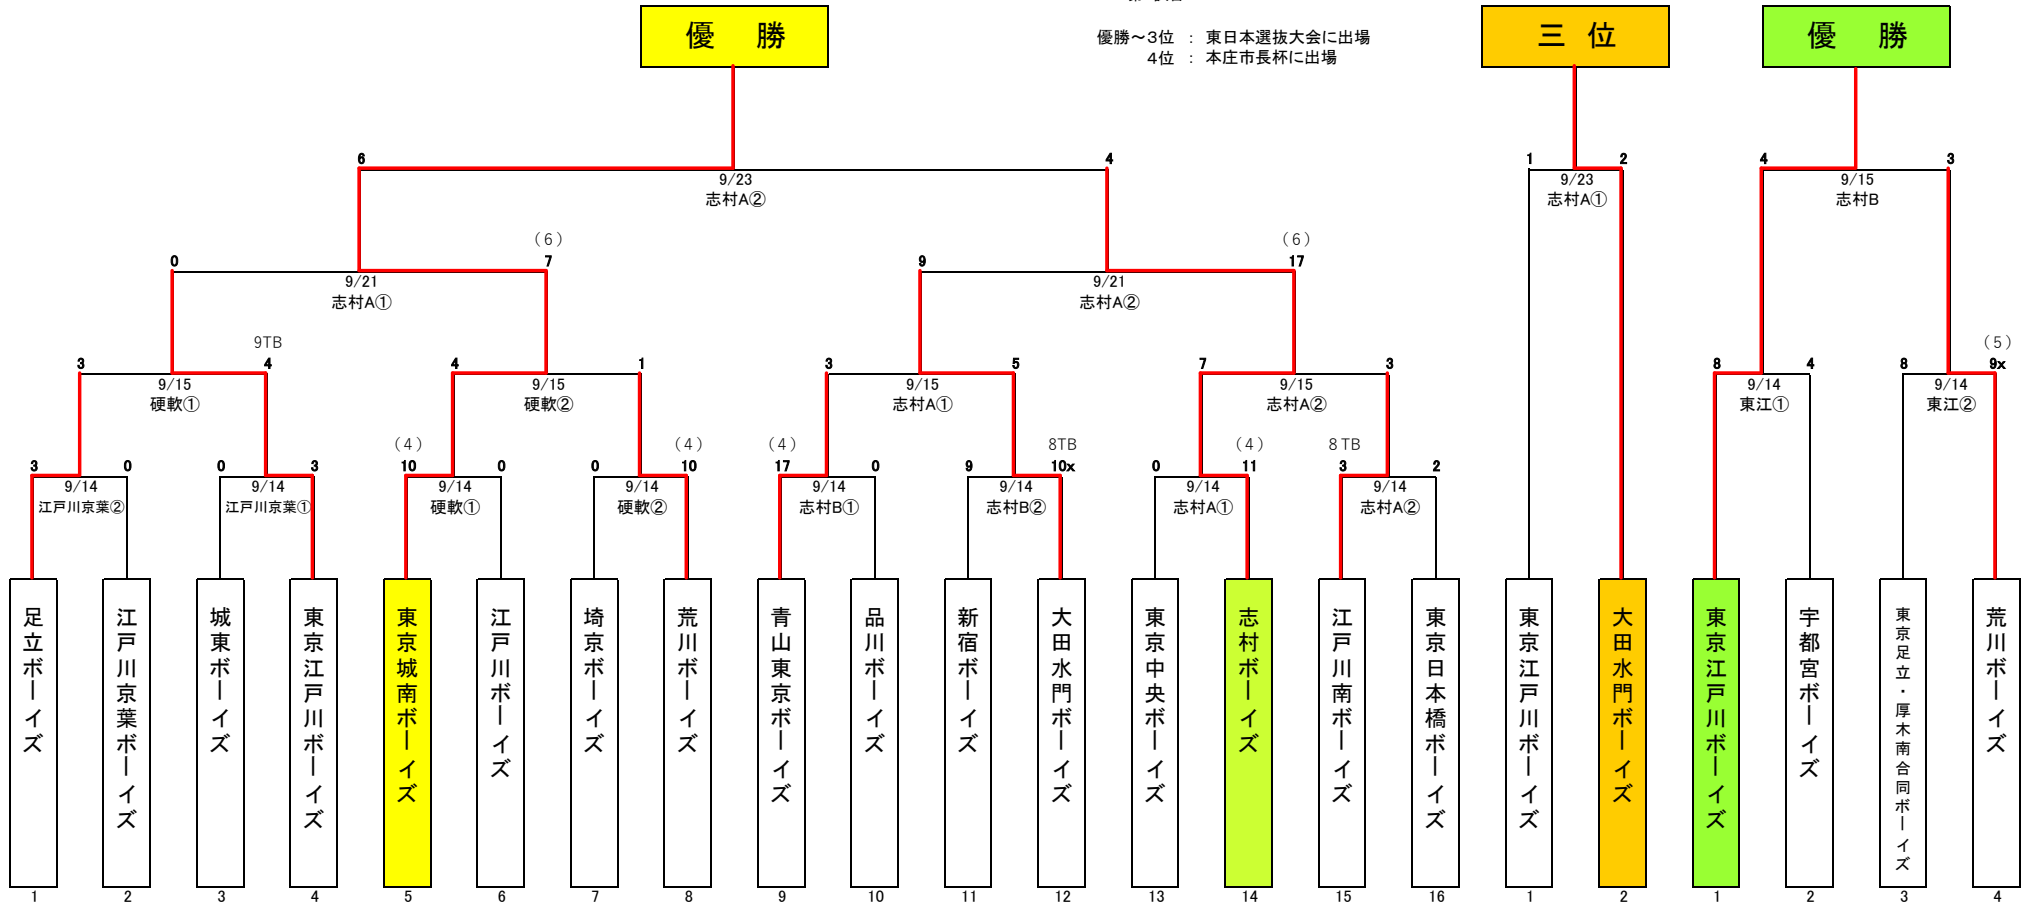 優 勝
三 位
優 勝
優勝～3位 ： 東日本選抜大会に出場
4位 ： 本庄市長杯に出場
6
4
1
2
4
3
9/23
志村A②
9/23
志村A①
9/15
志村B
(6)
(6)
0
7
9
17
9/21
志村A①
9/21
志村A②
9TB
(5)
3
4
4
1
3
5
7
3
8
4
8
9x
9/15
硬軟①
9/15
硬軟②
9/15
志村A①
9/15
志村A②
9/14
東江①
9/14
東江②
(4)
(4)
(4)
8TB
(4)
8TB
3
0
0
3
10
0
0
10
17
0
9
10x
0
11
3
2
9/14
江戸川京葉②
9/14
江戸川京葉①
9/14
硬軟①
9/14
硬軟②
9/14
志村B①
9/14
志村B②
9/14
志村A①
9/14
志村A②
足立ボーイズ
江戸川京葉ボーイズ
城東ボーイズ
東京江戸川ボーイズ
東京城南ボーイズ
江戸川ボーイズ
埼京ボーイズ
荒川ボーイズ
青山東京ボーイズ
品川ボーイズ
新宿ボーイズ
大田水門ボーイズ
東京中央ボーイズ
志村ボーイズ
江戸川南ボーイズ
東京日本橋ボーイズ
東京江戸川ボーイズ
大田水門ボーイズ
東京江戸川ボーイズ
宇都宮ボーイズ
東京足立・厚木南合同ボーイズ
荒川ボーイズ
1
2
3
4
5
6
7
8
9
10
11
12
13
14
15
16
1
2
1
2
3
4